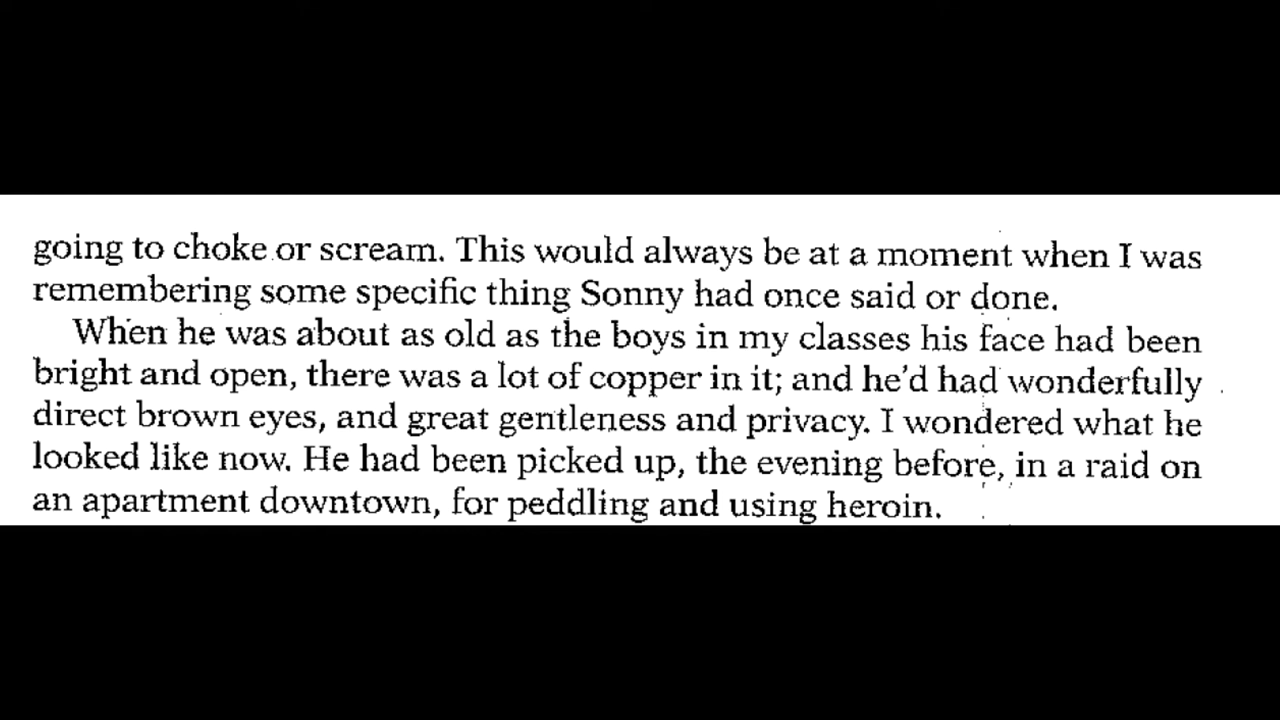 going to choke or scream. This would always be at a moment when I was
remembering some specific thing Sonny had once said or done.
When he was about as old as the boys in my classes his face had been
bright and open, there was a lot of copper in it; and he'd had wonderfully
direct brown eyes, and great gentleness and privacy. I wondered what he
looked like now. He had been picked up, the evening before, in a raid on
an apartment downtown, for peddling and using heroin.